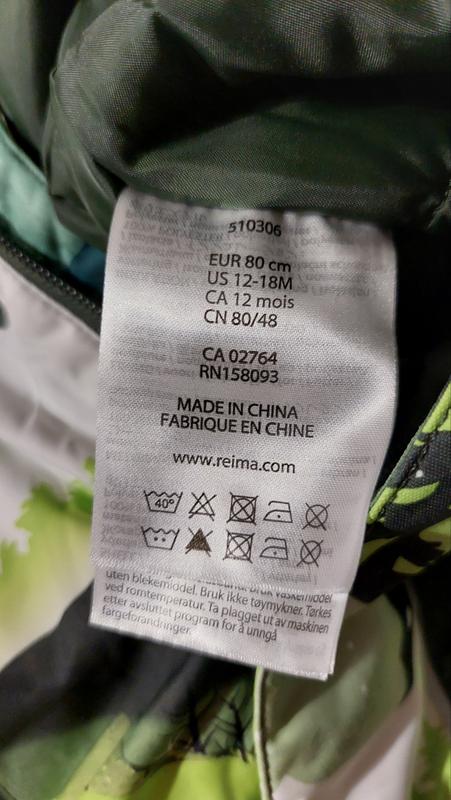 510306
EUR 80 cm
US 12-18M
CA 12 mois
CN 80/48
CA 02764
RN158093
MADE IN CHINA
FABRIQUE EN CHINE
www.reima.com
40°
uten blekemiddel. Bruk ikke tøymykner. Tørkes
ved romtemperatur. Ta plagget ut av maskinen
etter avsluttet program for å unngå
fargeforandringer.